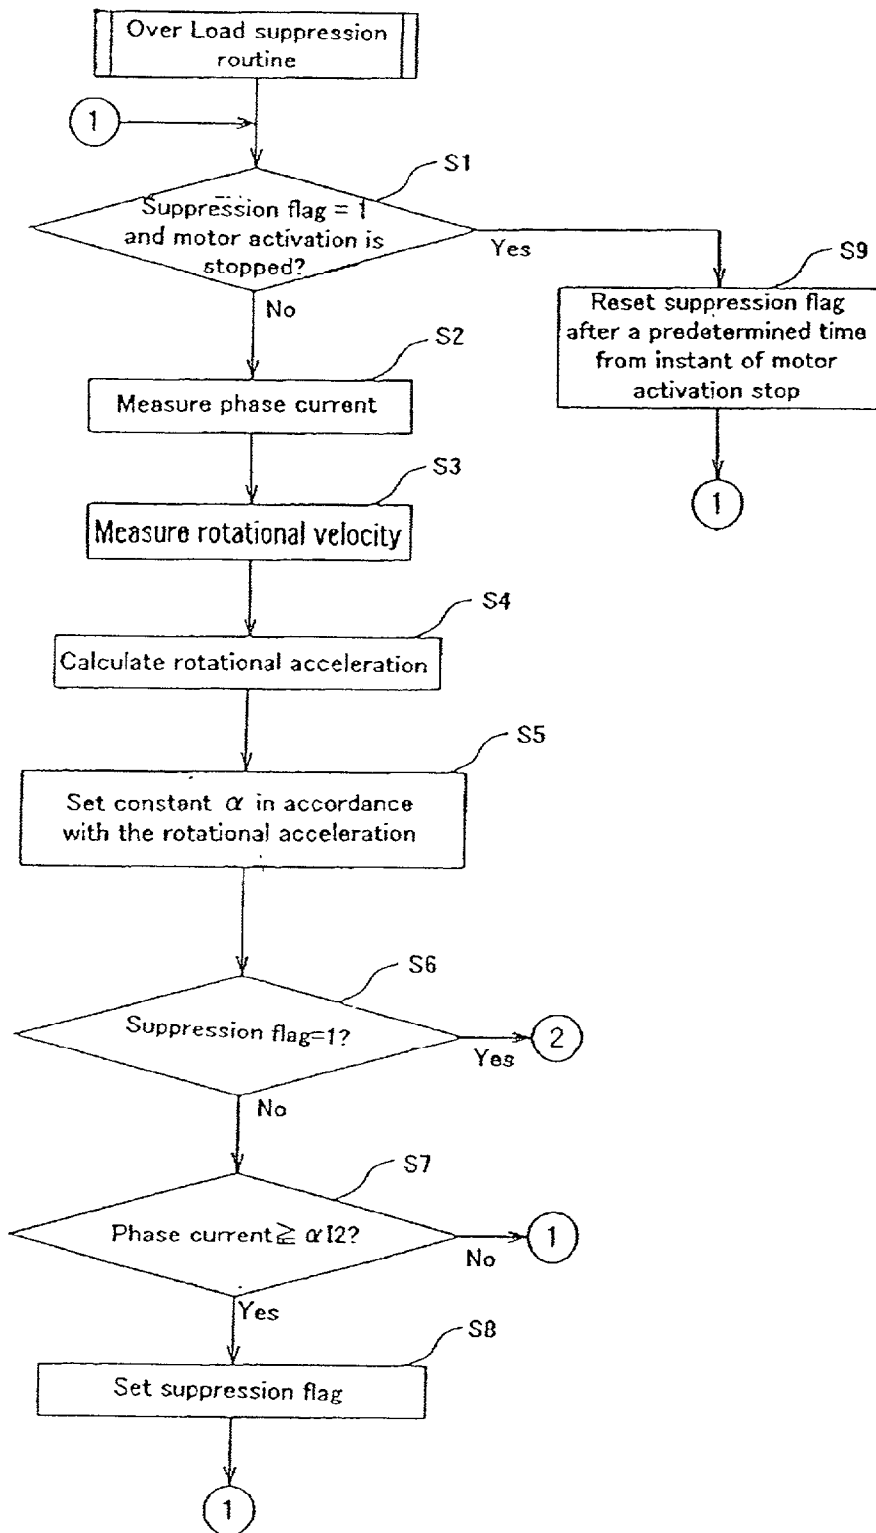 Over Load suppression
routine
1
S1
Suppression flag = 1
and motor activation is
stopped?
Yes
No
S9
Reset suppression flag
after a predetermined time
from instant of motor
activation stop
1
S2
Measure phase current
S3
Measure rotational velocity
S4
Calculate rotational acceleration
S5
Set constant α in accordance
with the rotational acceleration
S6
Suppression flag=1?
Yes
2
No
S7
Phase current ≧ αI2?
No
1
Yes
S8
Set suppression flag
1